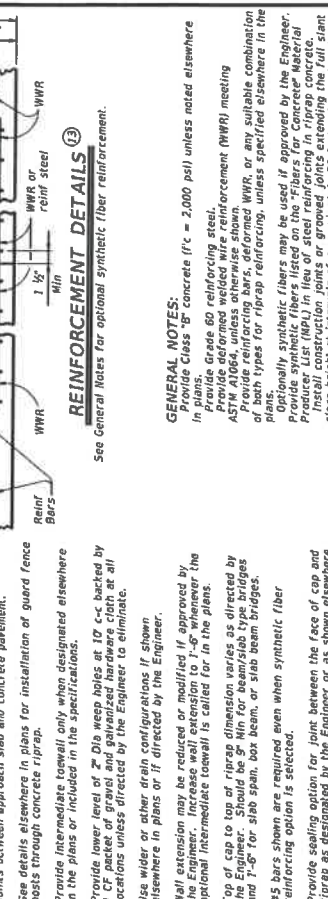 WWR
WWR
WWR or
reinf steel
1 ½"
Min
Reinf
Bars
REINFORCEMENT DETAILS 13
See General Notes for optional synthetic fiber reinforcement.
GENERAL NOTES:
Provide Class "B" concrete (f'c = 2,000 psi) unless noted elsewhere
in plans.
Provide Grade 60 reinforcing steel.
Provide deformed welded wire reinforcement (WWR) meeting
ASTM A1064, unless otherwise shown.
Provide reinforcing bars, deformed WWR, or any suitable combination
of both types for riprap reinforcing, unless specified elsewhere in the
plans.
Optionally synthetic fibers may be used if approved by the Engineer.
Provide synthetic fibers listed on the "Fibers for Concrete" Material
Producer List (MPL) in lieu of steel reinforcing in riprap concrete.
Install construction joints or grooved joints extending the full slant
between approach slab and concrete pavement.
See details elsewhere in plans for installation of guard fence
posts through concrete riprap.
Provide intermediate toewall only when designated elsewhere
in the plans or included in the specifications.
Provide lower level of 2" Dia weep holes at 10' c-c backed by
CF packet of gravel and galvanized hardware cloth at all
locations unless directed by the Engineer to eliminate.
Use wider or other drain configurations if shown
elsewhere in plans or if directed by the Engineer.
Wall extension may be reduced or modified if approved by
the Engineer. Increase wall extension to 1'-6" whenever the
optional intermediate toewall is called for in the plans.
Top of cap to top of riprap dimension varies as directed by
the Engineer. Should be 9" Min for beam/slab type bridges
and 1'-6" for slab span, box beam, or slab beam bridges.
#5 bars shown are required even when synthetic fiber
reinforcing option is selected.
Provide sealing option for joint between the face of cap and
riprap as designated by the Engineer or as shown elsewhere